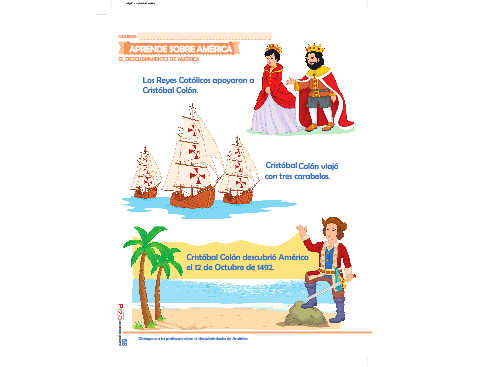 APRENDE SOBRE AMÉRICA
EL DESCUBRIMIENTO DE AMÉRICA
Los Reyes Católicos apoyaron a
Cristóbal Colón.
Cristóbal Colón viajó
con tres carabelas.
Cristóbal Colón descubrió América
el 12 de Octubre de 1492.